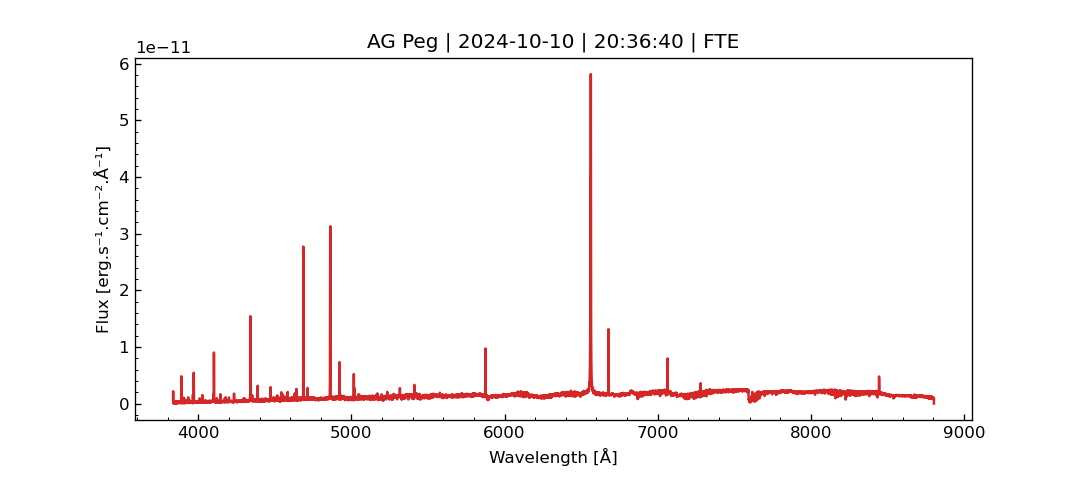 AG Peg | 2024-10-10 | 20:36:40 | FTE
1e−11
6
5
4
3
2
1
0
Flux [erg.s⁻¹.cm⁻².Å⁻¹]
4000 5000 6000 7000 8000 9000
Wavelength [Å]